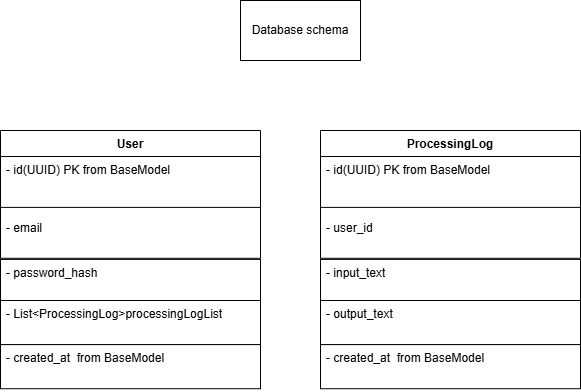 Database schema
User
- id(UUID) PK from BaseModel
- email
- password_hash
- List<ProcessingLog>processingLogList
- created_at  from BaseModel
ProcessingLog
- id(UUID) PK from BaseModel
- user_id
- input_text
- output_text
- created_at  from BaseModel